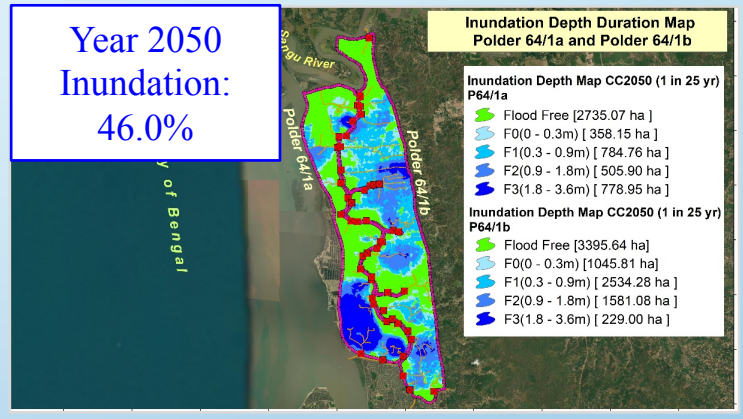 Year 2050
Inundation:
46.0%
Inundation Depth Duration Map
Polder 64/1a and Polder 64/1b
Sangu River
Polder 64/1a
Polder 64/1b
y of Bengal
Inundation Depth Map CC2050 (1 in 25 yr)
P64/1a
Flood Free [2735.07 ha ]
F0(0 - 0.3m) [ 358.15 ha ]
F1(0.3 - 0.9m) [ 784.76 ha ]
F2(0.9 - 1.8m) [ 505.90 ha ]
F3(1.8 - 3.6m) [ 778.95 ha ]
Inundation Depth Map CC2050 (1 in 25 yr)
P64/1b
Flood Free [3395.64 ha]
F0(0 - 0.3m) [1045.81 ha]
F1(0.3 - 0.9m) [ 2534.28 ha ]
F2(0.9 - 1.8m) [ 1581.08 ha ]
F3(1.8 - 3.6m) [ 229.00 ha ]